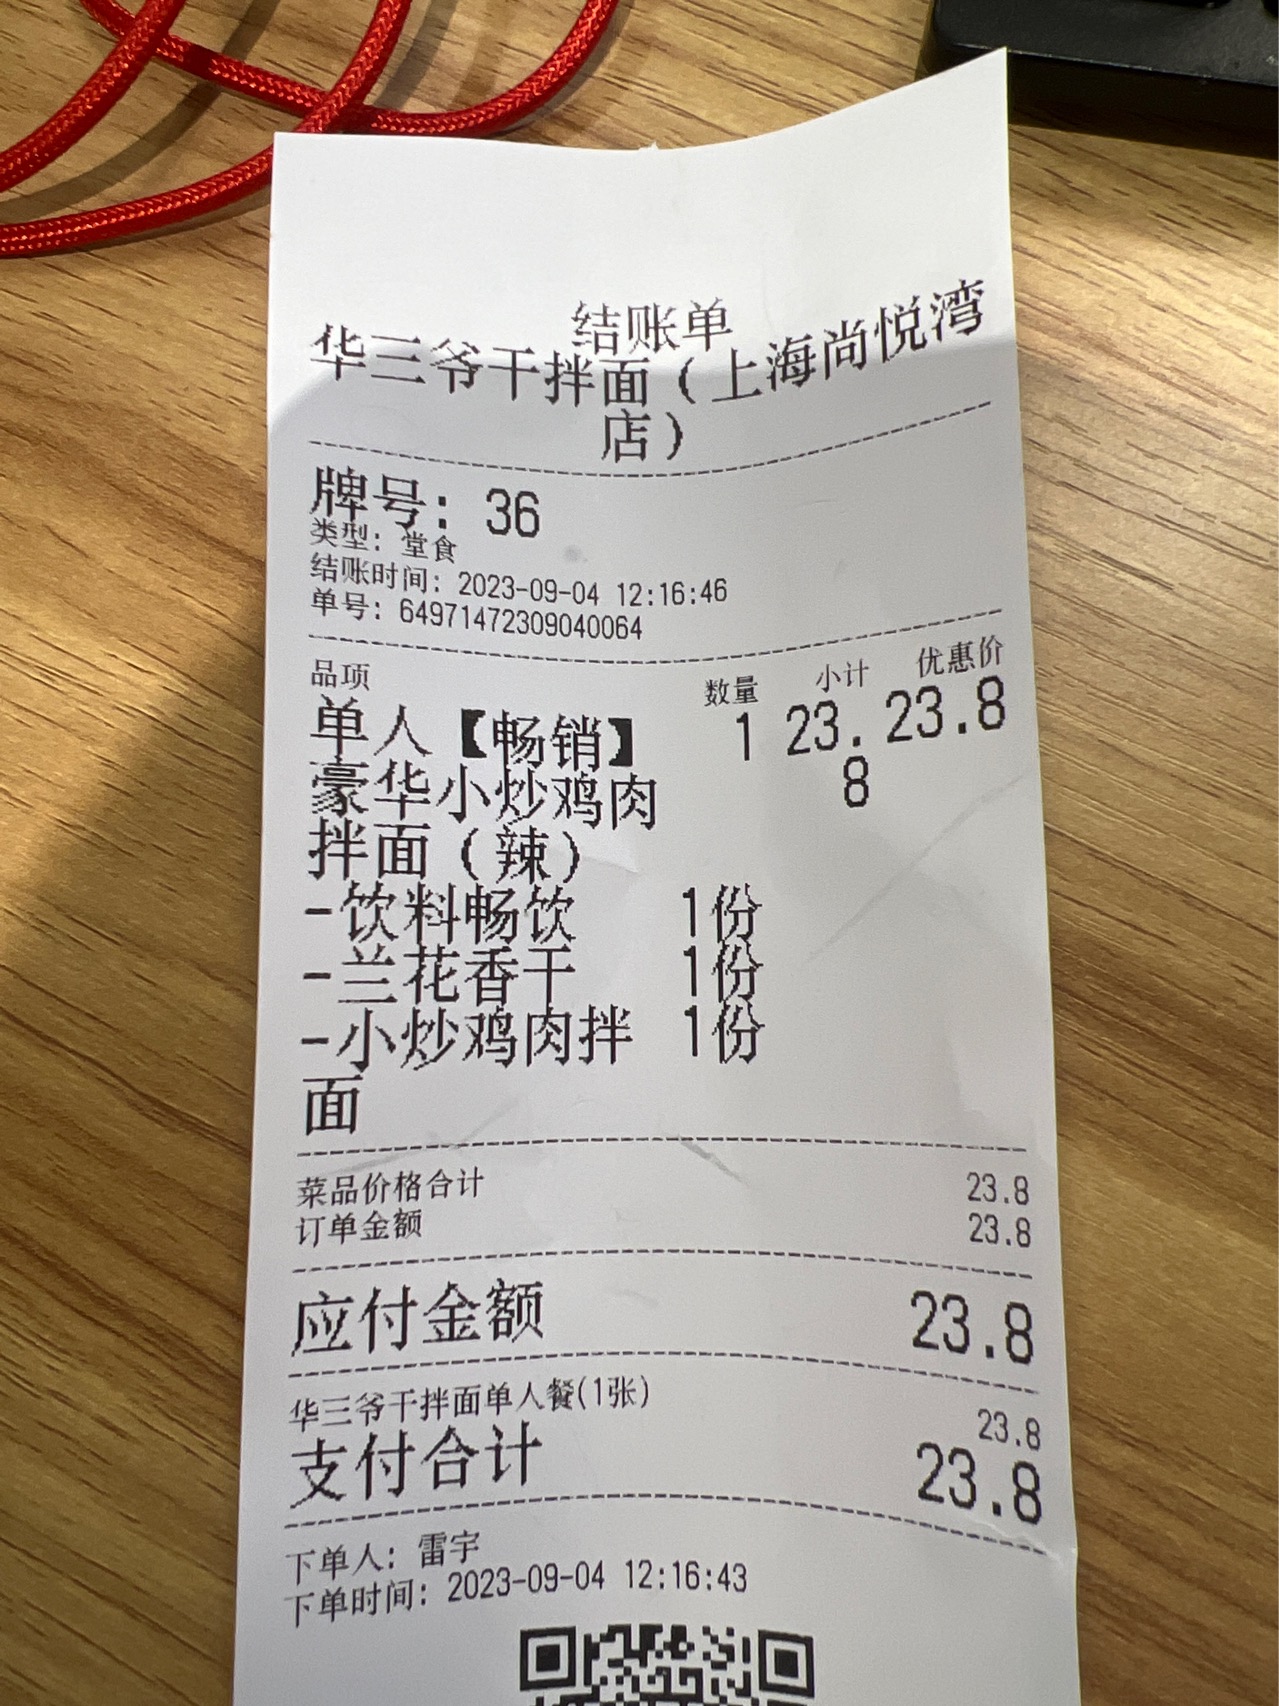 结账单
华三爷干拌面（上海尚悦湾
店）
牌号：36
类型：堂食
结账时间：2023-09-04 12:16:46
单号：64971472309040064
品项 数量 小计 优惠价
单人【畅销】 1 23. 23.8
豪华小炒鸡肉 8
拌面（辣）
-饮料畅饮 1份
-兰花香干 1份
-小炒鸡肉拌 1份
面
菜品价格合计 23.8
订单金额 23.8
应付金额 23.8
华三爷干拌面单人餐(1张) 23.8
支付合计 23.8
下单人：雷宇
下单时间：2023-09-04 12:16:43